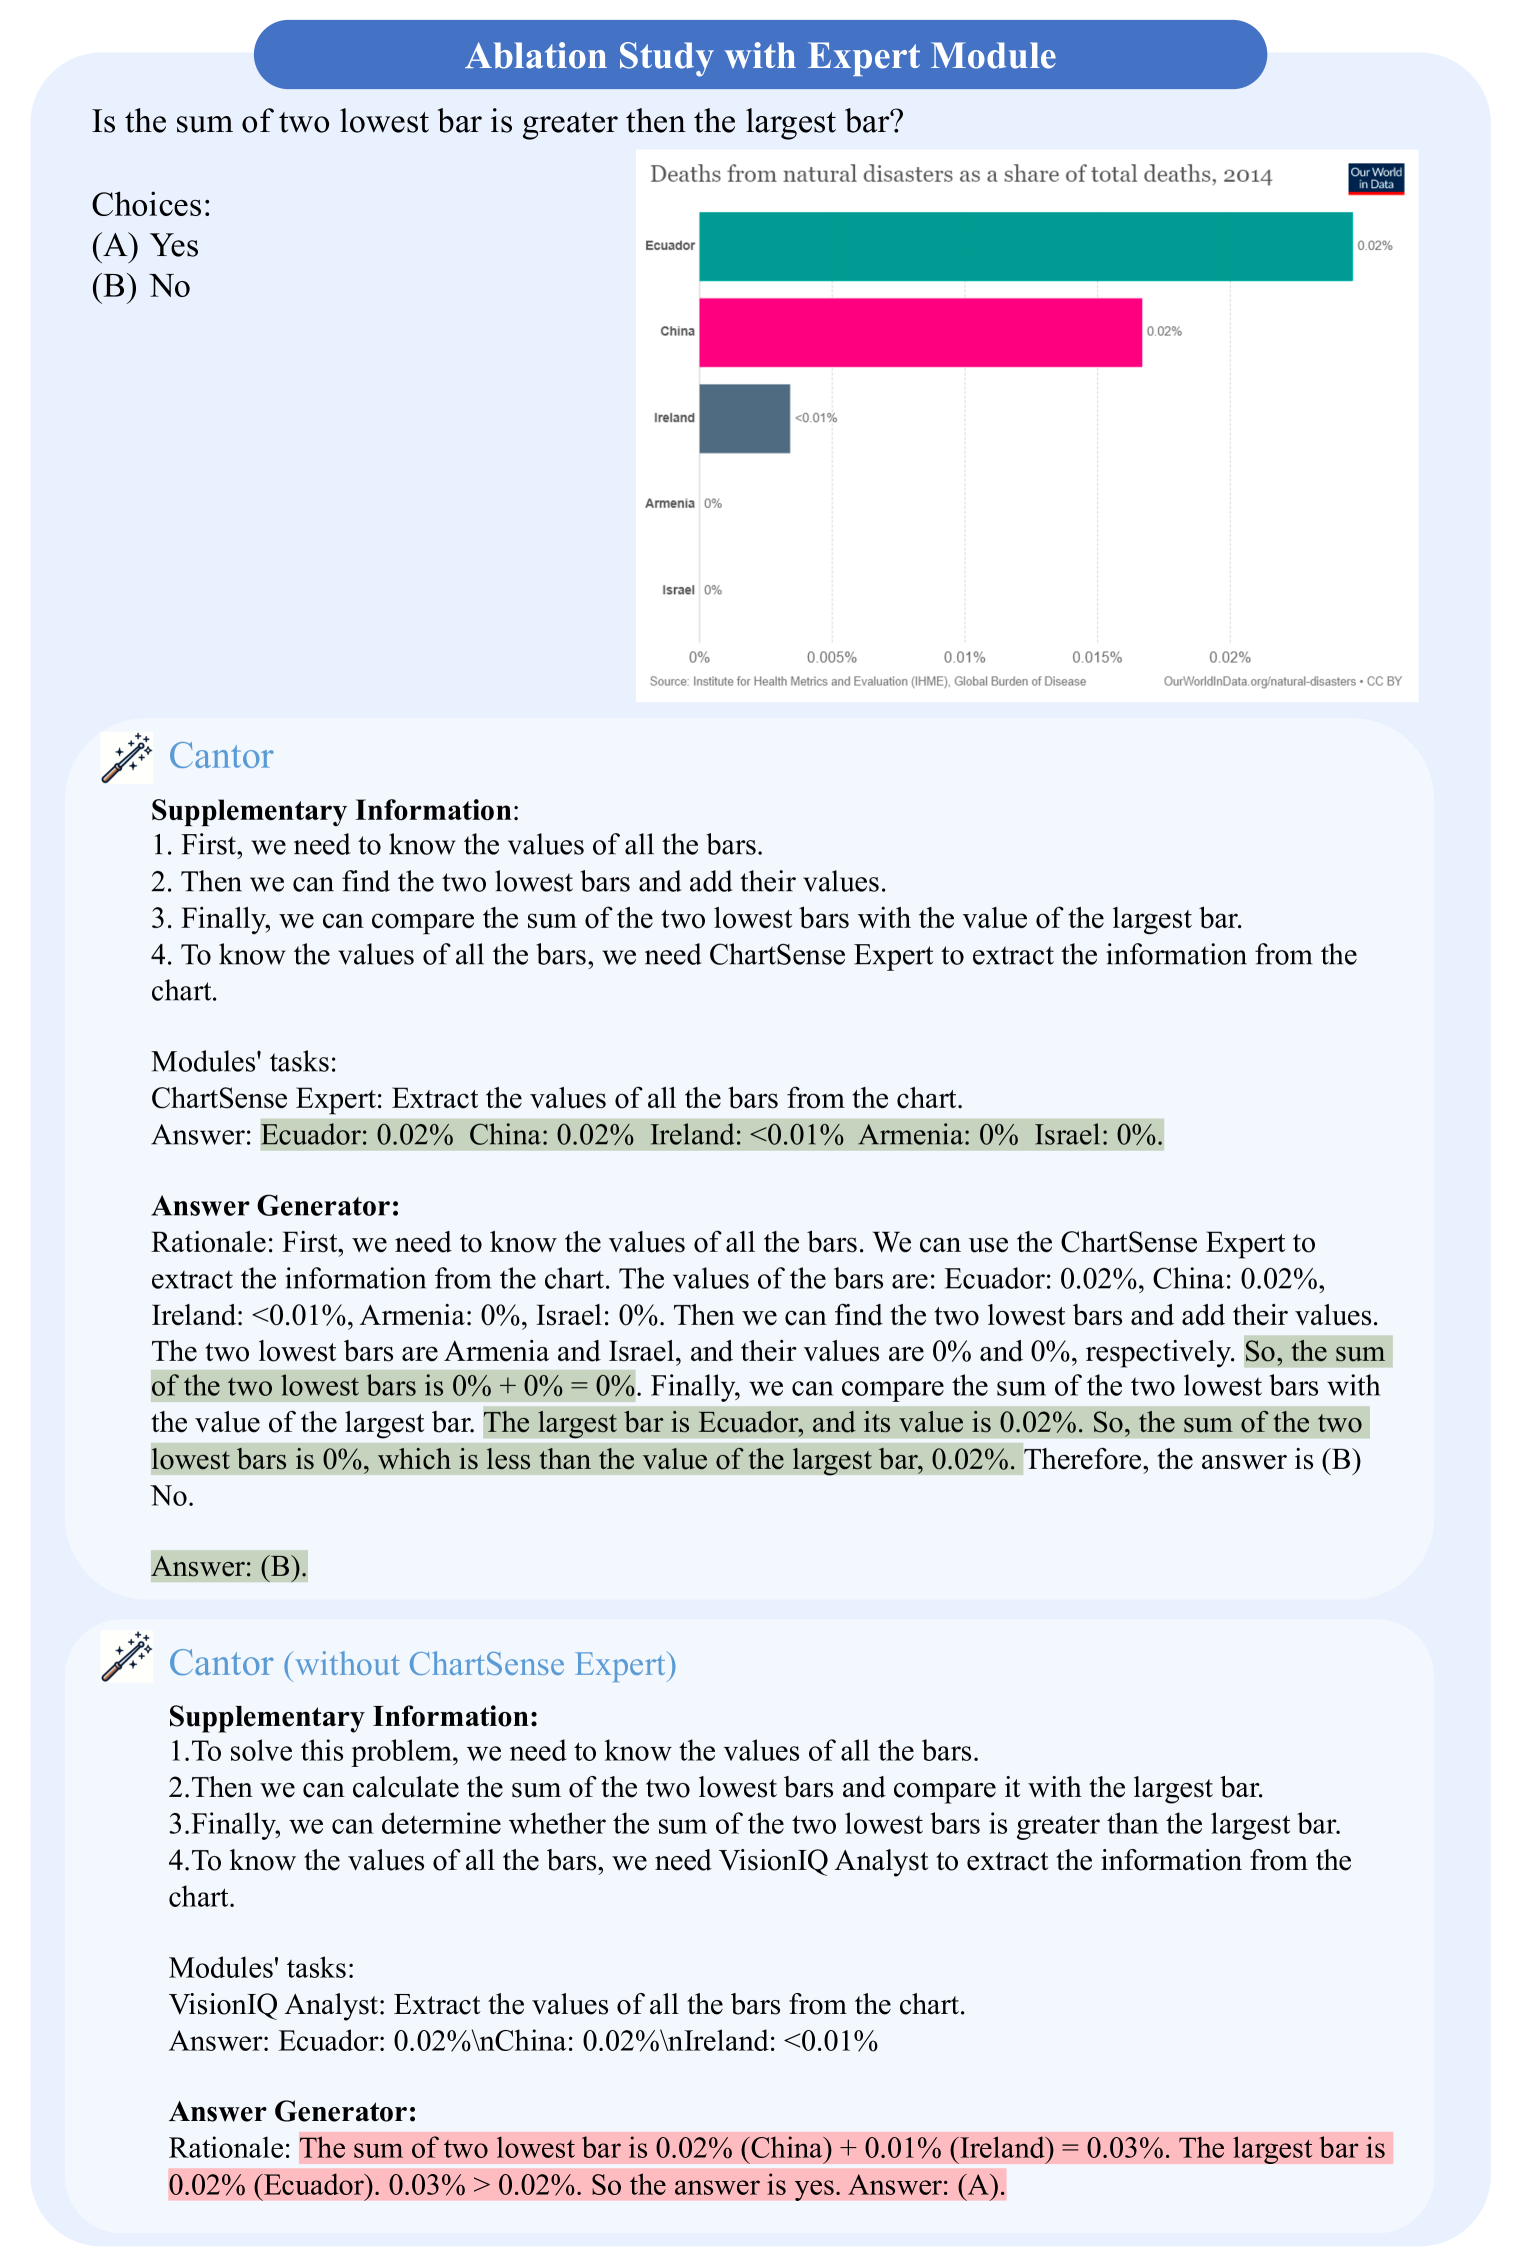 Ablation Study with Expert Module
Is the sum of two lowest bar is greater then the largest bar?
Choices:
(A) Yes
(B) No
Deaths from natural disasters as a share of total deaths, 2014
Our World
in Data
Ecuador
0.02%
China
0.02%
Ireland
<0.01%
Armenia
0%
Israel
0%
0%
0.005%
0.01%
0.015%
0.02%
Source: Institute for Health Metrics and Evaluation (IHME), Global Burden of Disease
OurWorldInData.org/natural-disasters • CC BY
Cantor
Supplementary Information:
1. First, we need to know the values of all the bars.
2. Then we can find the two lowest bars and add their values.
3. Finally, we can compare the sum of the two lowest bars with the value of the largest bar.
4. To know the values of all the bars, we need ChartSense Expert to extract the information from the
chart.
Modules' tasks:
ChartSense Expert: Extract the values of all the bars from the chart.
Answer: Ecuador: 0.02%  China: 0.02%  Ireland: <0.01%  Armenia: 0%  Israel: 0%.
Answer Generator:
Rationale: First, we need to know the values of all the bars. We can use the ChartSense Expert to
extract the information from the chart. The values of the bars are: Ecuador: 0.02%, China: 0.02%,
Ireland: <0.01%, Armenia: 0%, Israel: 0%. Then we can find the two lowest bars and add their values.
The two lowest bars are Armenia and Israel, and their values are 0% and 0%, respectively. So, the sum
of the two lowest bars is 0% + 0% = 0%. Finally, we can compare the sum of the two lowest bars with
the value of the largest bar. The largest bar is Ecuador, and its value is 0.02%. So, the sum of the two
lowest bars is 0%, which is less than the value of the largest bar, 0.02%. Therefore, the answer is (B)
No.
Answer: (B).
Cantor (without ChartSense Expert)
Supplementary Information:
1.To solve this problem, we need to know the values of all the bars.
2.Then we can calculate the sum of the two lowest bars and compare it with the largest bar.
3.Finally, we can determine whether the sum of the two lowest bars is greater than the largest bar.
4.To know the values of all the bars, we need VisionIQ Analyst to extract the information from the
chart.
Modules' tasks:
VisionIQ Analyst: Extract the values of all the bars from the chart.
Answer: Ecuador: 0.02%\nChina: 0.02%\nIreland: <0.01%
Answer Generator:
Rationale: The sum of two lowest bar is 0.02% (China) + 0.01% (Ireland) = 0.03%. The largest bar is
0.02% (Ecuador). 0.03% > 0.02%. So the answer is yes. Answer: (A).